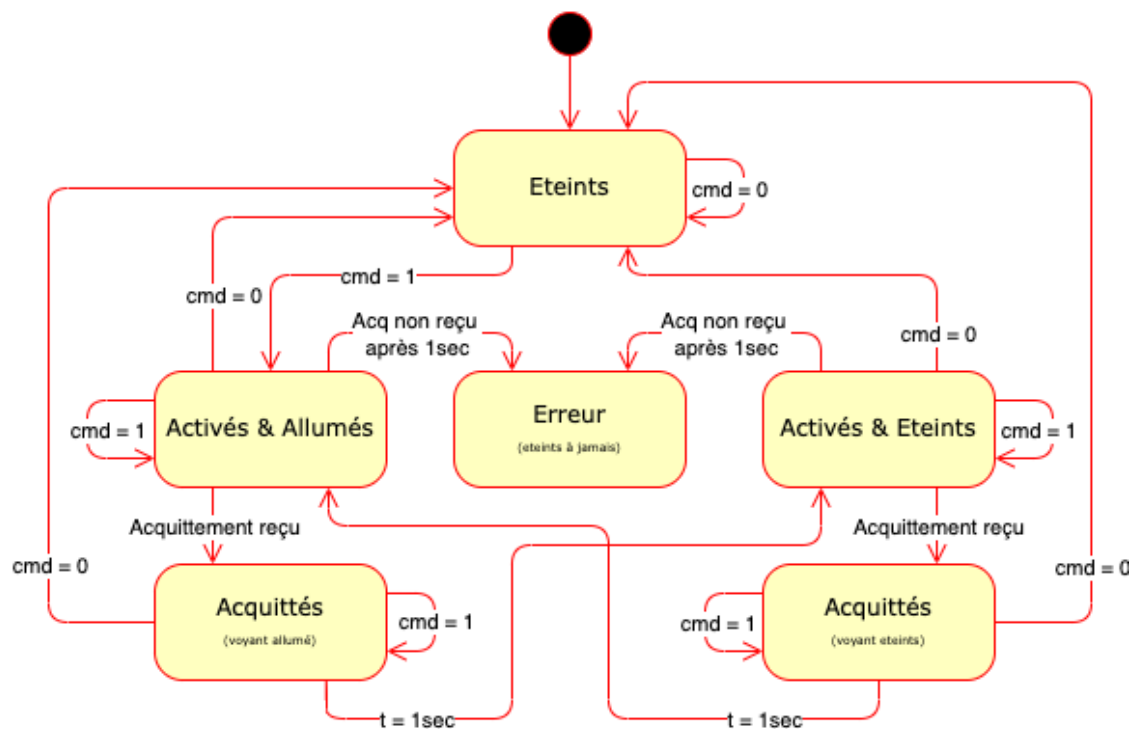 Eteints
cmd = 0
cmd = 1
cmd = 0
Acq non reçu
après 1sec
Acq non reçu
après 1sec
cmd = 0
Activés & Allumés
cmd = 1
Erreur
(eteints à jamais)
Activés & Eteints
cmd = 1
Acquittement reçu
Acquittement reçu
cmd = 0
cmd = 0
Acquittés
(voyant allumé)
cmd = 1
cmd = 1
Acquittés
(voyant eteints)
t = 1sec
t = 1sec